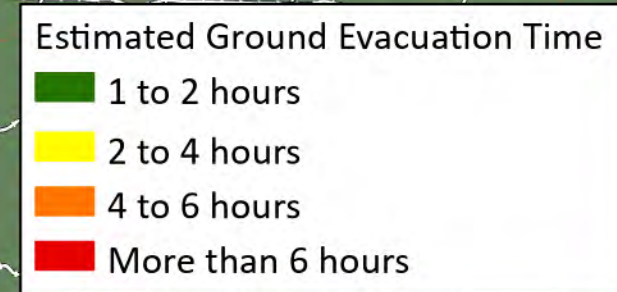 Estimated Ground Evacuation Time
1 to 2 hours
2 to 4 hours
4 to 6 hours
More than 6 hours